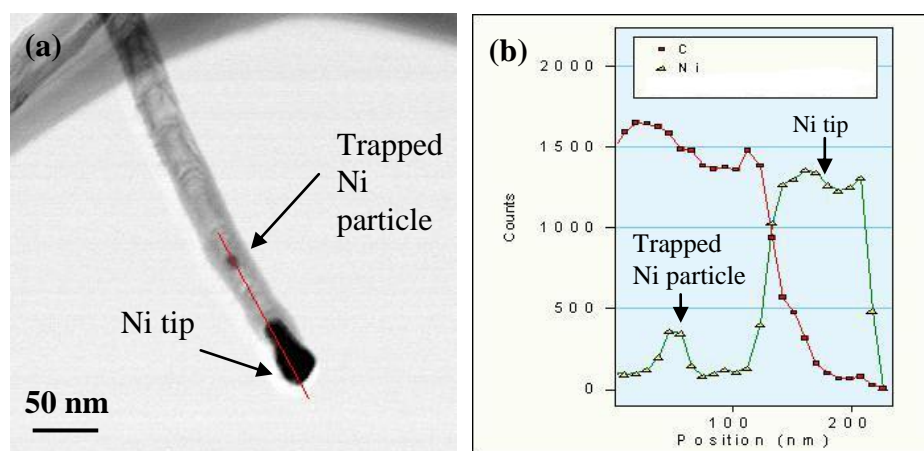 (a)
Trapped
Ni
particle
Ni tip
50 nm
(b)
C
Ni
2000
1500
1000
500
0
Counts
Ni tip
Trapped
Ni particle
100
200
Position (nm)